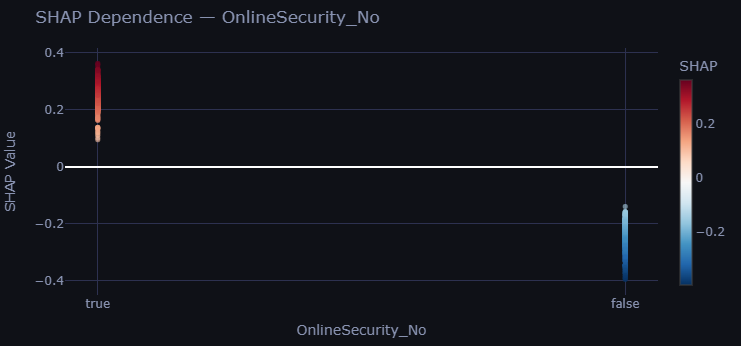 SHAP Dependence — OnlineSecurity_No
SHAP Value
0.4
0.2
0
−0.2
−0.4
true
false
OnlineSecurity_No
SHAP
0.2
0
−0.2